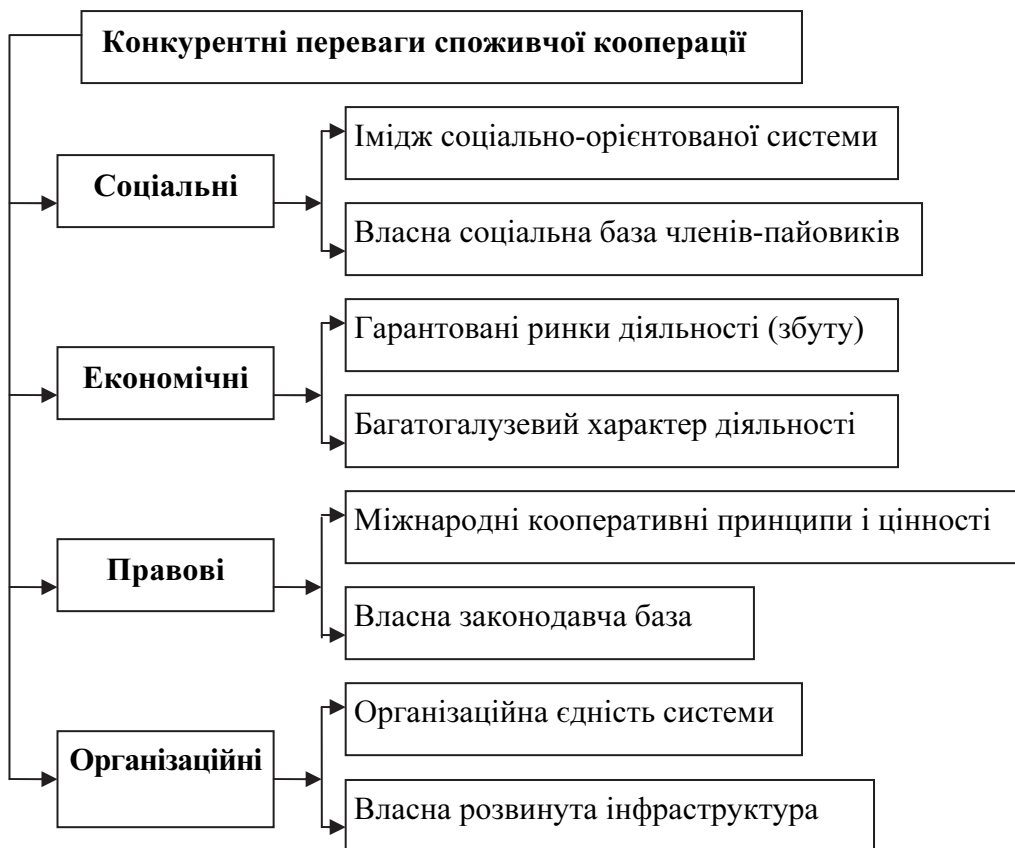 Конкурентні переваги споживчої кооперації
Соціальні
Імідж соціально-орієнтованої системи
Власна соціальна база членів-пайовиків
Економічні
Гарантовані ринки діяльності (збуту)
Багатогалузевий характер діяльності
Правові
Міжнародні кооперативні принципи і цінності
Власна законодавча база
Організаційні
Організаційна єдність системи
Власна розвинута інфраструктура